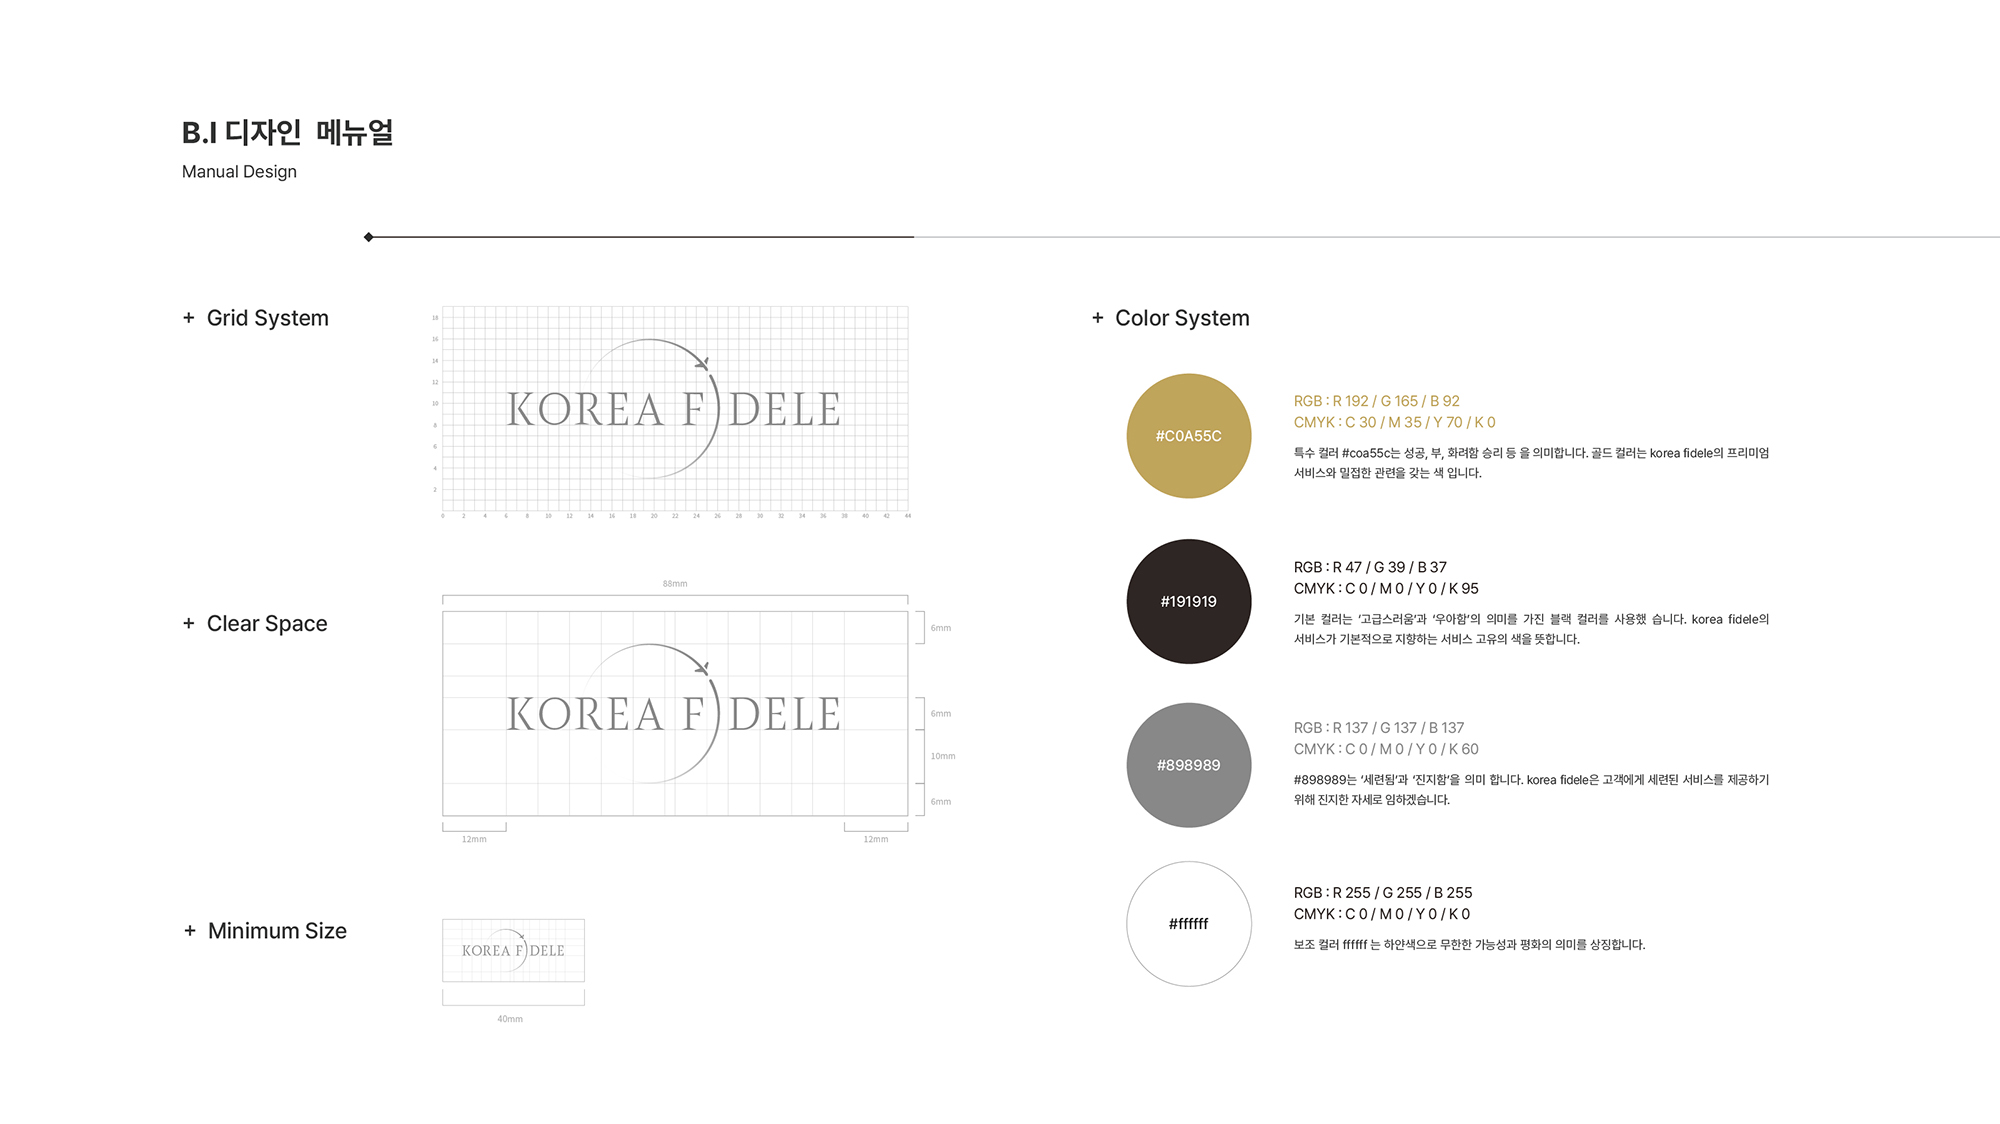 B.I 디자인 메뉴얼
Manual Design
+ Grid System
18
16
14
12
10
8
6
4
2
0 2 4 6 8 10 12 14 16 18 20 22 24 26 28 30 32 34 36 38 40 42 44
KOREA F DELE
+ Clear Space
88mm
6mm
6mm
10mm
6mm
12mm
12mm
KOREA F DELE
+ Minimum Size
KOREA F DELE
40mm
+ Color System
#C0A55C
RGB : R 192 / G 165 / B 92
CMYK : C 30 / M 35 / Y 70 / K 0
특수 컬러 #coa55c는 성공, 부, 화려함 승리 등 을 의미합니다. 골드 컬러는 korea fidele의 프리미엄
서비스와 밀접한 관련을 갖는 색 입니다.
#191919
RGB : R 47 / G 39 / B 37
CMYK : C 0 / M 0 / Y 0 / K 95
기본 컬러는 ‘고급스러움’과 ‘우아함’의 의미를 가진 블랙 컬러를 사용했 습니다. korea fidele의
서비스가 기본적으로 지향하는 서비스 고유의 색을 뜻합니다.
#898989
RGB : R 137 / G 137 / B 137
CMYK : C 0 / M 0 / Y 0 / K 60
#898989는 ‘세련됨’과 ‘진지함’을 의미 합니다. korea fidele은 고객에게 세련된 서비스를 제공하기
위해 진지한 자세로 임하겠습니다.
#ffffff
RGB : R 255 / G 255 / B 255
CMYK : C 0 / M 0 / Y 0 / K 0
보조 컬러 ffffff 는 하얀색으로 무한한 가능성과 평화의 의미를 상징합니다.